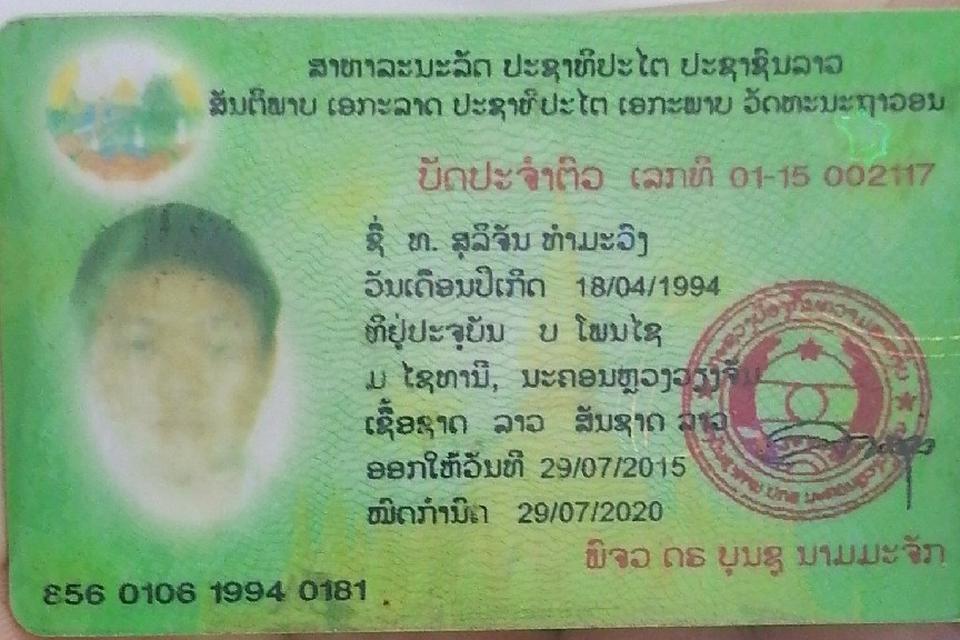 ສາທາລະນະລັດ ປະຊາທິປະໄຕ ປະຊາຊົນລາວ
ສັນຕິພາບ ເອກະລາດ ປະຊາທິປະໄຕ ເອກະພາບ ວັດທະນະຖາວອນ
ບັດປະຈຳຕົວ ເລກທີ 01-15 002117
ຊື່ ທ. ສຸລິຈັນ ທຳມະວົງ
ວັນເດືອນປີເກີດ 18/04/1994
ທີ່ຢູ່ປະຈຸບັນ ບ ໂພນໄຊ
ມ ໄຊທານີ, ນະຄອນຫຼວງວຽງຈັນ
ເຊື້ອຊາດ ລາວ ສັນຊາດ ລາວ
ອອກໃຫ້ວັນທີ 29/07/2015
ໝົດກຳນົດ 29/07/2020
ພົຈວ ດຣ ບຸນຊູ ນາມມະຈັກ
856 0106 1994 0181